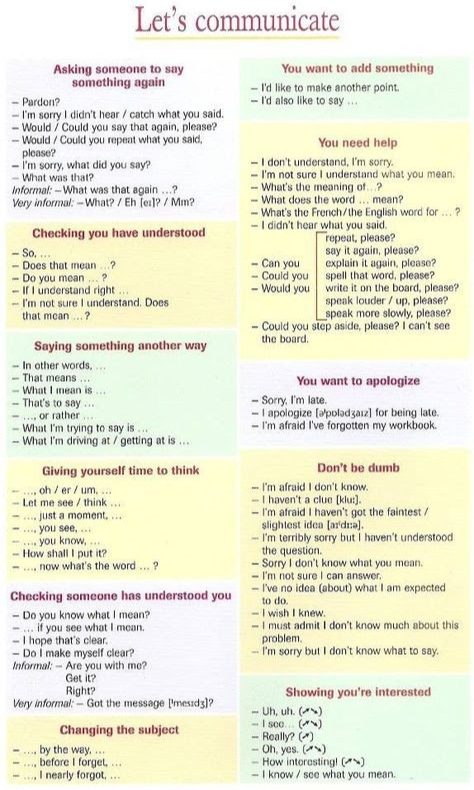 Let's communicate
Asking someone to say
something again
– Pardon?
– I'm sorry I didn't hear / catch what you said.
– Would / Could you say that again, please?
– Would / Could you repeat what you said,
please?
– I'm sorry, what did you say?
– What was that?
Informal: – What was that again ...?
Very informal: – What? / Eh [eɪ]? / Mm?
Checking you have understood
– So, ...
– Does that mean ...?
– Do you mean ... ?
– If I understand right ...
– I'm not sure I understand. Does
that mean ... ?
Saying something another way
– In other words, ...
– That means ...
– What I mean is ...
– That's to say ...
– ..., or rather ...
– What I'm trying to say is ...
– What I'm driving at / getting at is ...
Giving yourself time to think
– ..., oh / er / um, ...
– Let me see / think ...
– ..., just a moment, ...
– ..., you see, ...
– ..., you know, ...
– How shall I put it?
– ..., now what's the word ... ?
Checking someone has understood you
– Do you know what I mean?
– ... if you see what I mean.
– I hope that's clear.
– Do I make myself clear?
Informal: – Are you with me?
Get it?
Right?
Very informal: – Got the message ['mesɪdʒ]?
Changing the subject
– ..., by the way, ...
– ..., before I forget, ...
– ..., I nearly forgot, ...
You want to add something
– I'd like to make another point.
– I'd also like to say ...
You need help
– I don't understand, I'm sorry.
– I'm not sure I understand what you mean.
– What's the meaning of...?
– What does the word ... mean?
– What's the French/the English word for ... ?
– I didn't hear what you said.
repeat, please?
say it again, please?
– Can you explain it again, please?
– Could you spell that word, please?
– Would you write it on the board, please?
speak louder / up, please?
speak more slowly, please?
– Could you step aside, please? I can't see
the board.
You want to apologize
– Sorry, I'm late.
– I apologize [ə'pɒlədʒaɪz] for being late.
– I'm afraid I've forgotten my workbook.
Don't be dumb
– I'm afraid I don't know.
– I haven't a clue [kluː].
– I'm afraid I haven't got the faintest /
slightest idea [aɪ'dɪə].
– I'm terribly sorry but I haven't understood
the question.
– Sorry I don't know what you mean.
– I'm not sure I can answer.
– I've no idea (about) what I am expected
to do.
– I wish I knew.
– I must admit I don't know much about this
problem.
– I'm sorry but I don't know what to say.
Showing you're interested
– Uh, uh. (↗↘)
– I see... (↗↘)
– Really? (↗)
– Oh, yes. (↗↘)
– How interesting! (↗↘)
– I know / see what you mean.